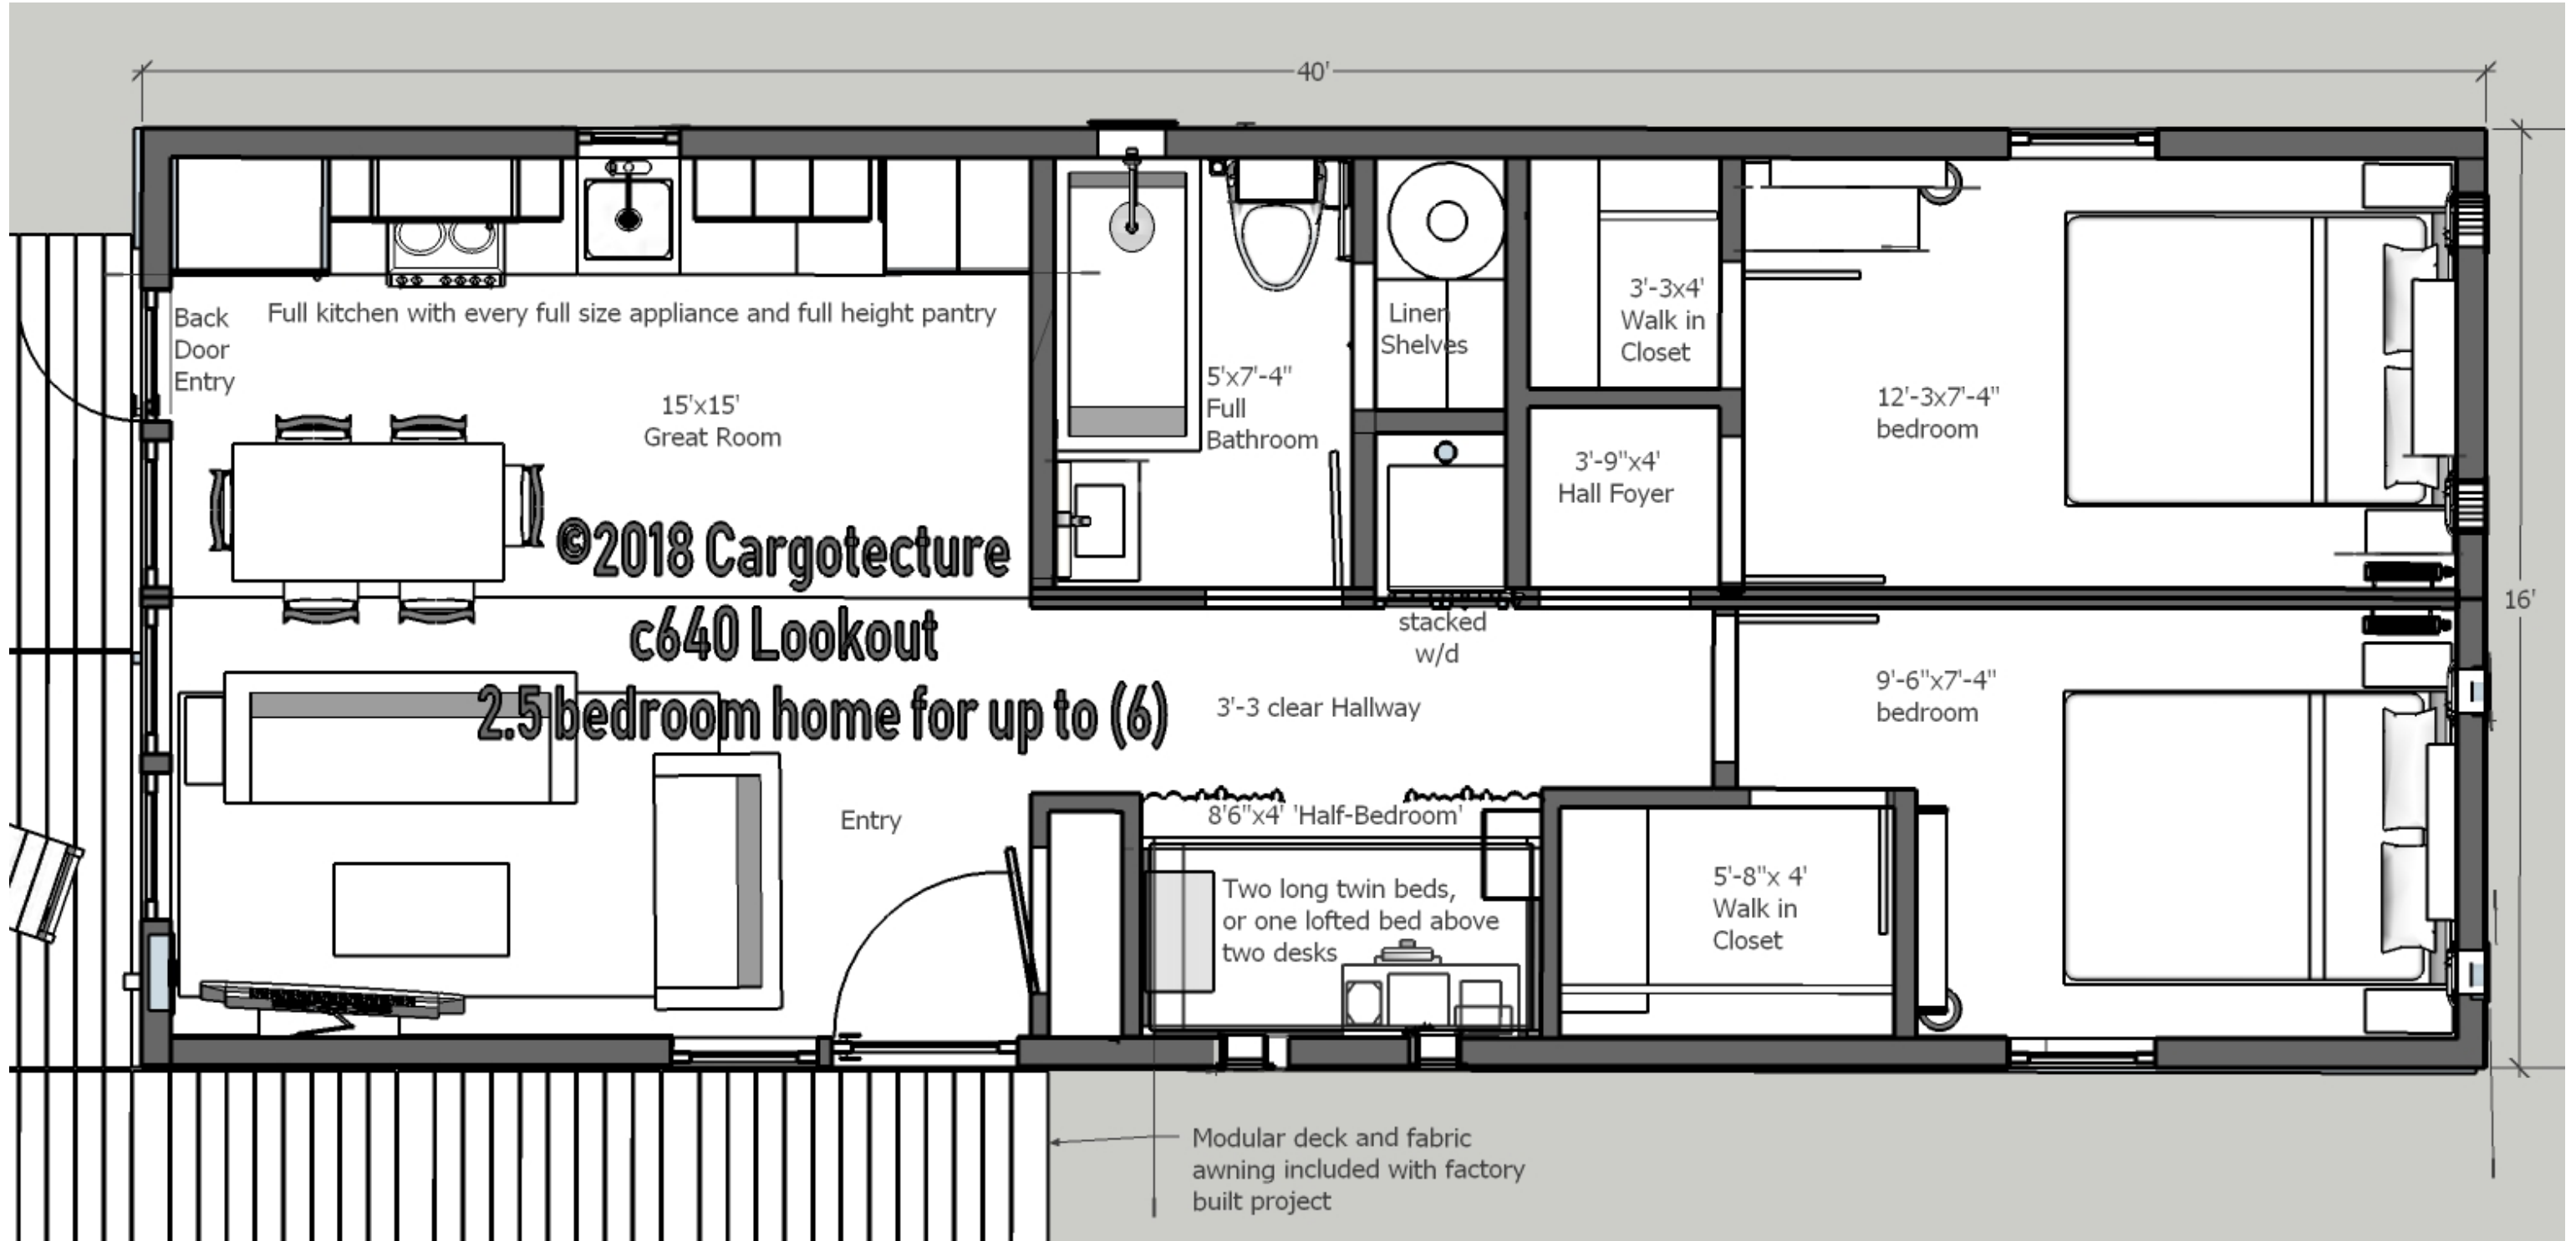 40'
Back
Door
Entry
Full kitchen with every full size appliance and full height pantry
15'x15'
Great Room
5'x7'-4"
Full
Bathroom
Linen
Shelves
3'-3x4'
Walk in
Closet
3'-9"x4'
Hall Foyer
12'-3x7'-4"
bedroom
©2018 Cargotecture
c640 Lookout
2.5 bedroom home for up to (6)
stacked
w/d
16'
3'-3 clear Hallway
9'-6"x7'-4"
bedroom
Entry
8'6"x4' 'Half-Bedroom'
Two long twin beds,
or one lofted bed above
two desks
5'-8"x 4'
Walk in
Closet
Modular deck and fabric
awning included with factory
built project